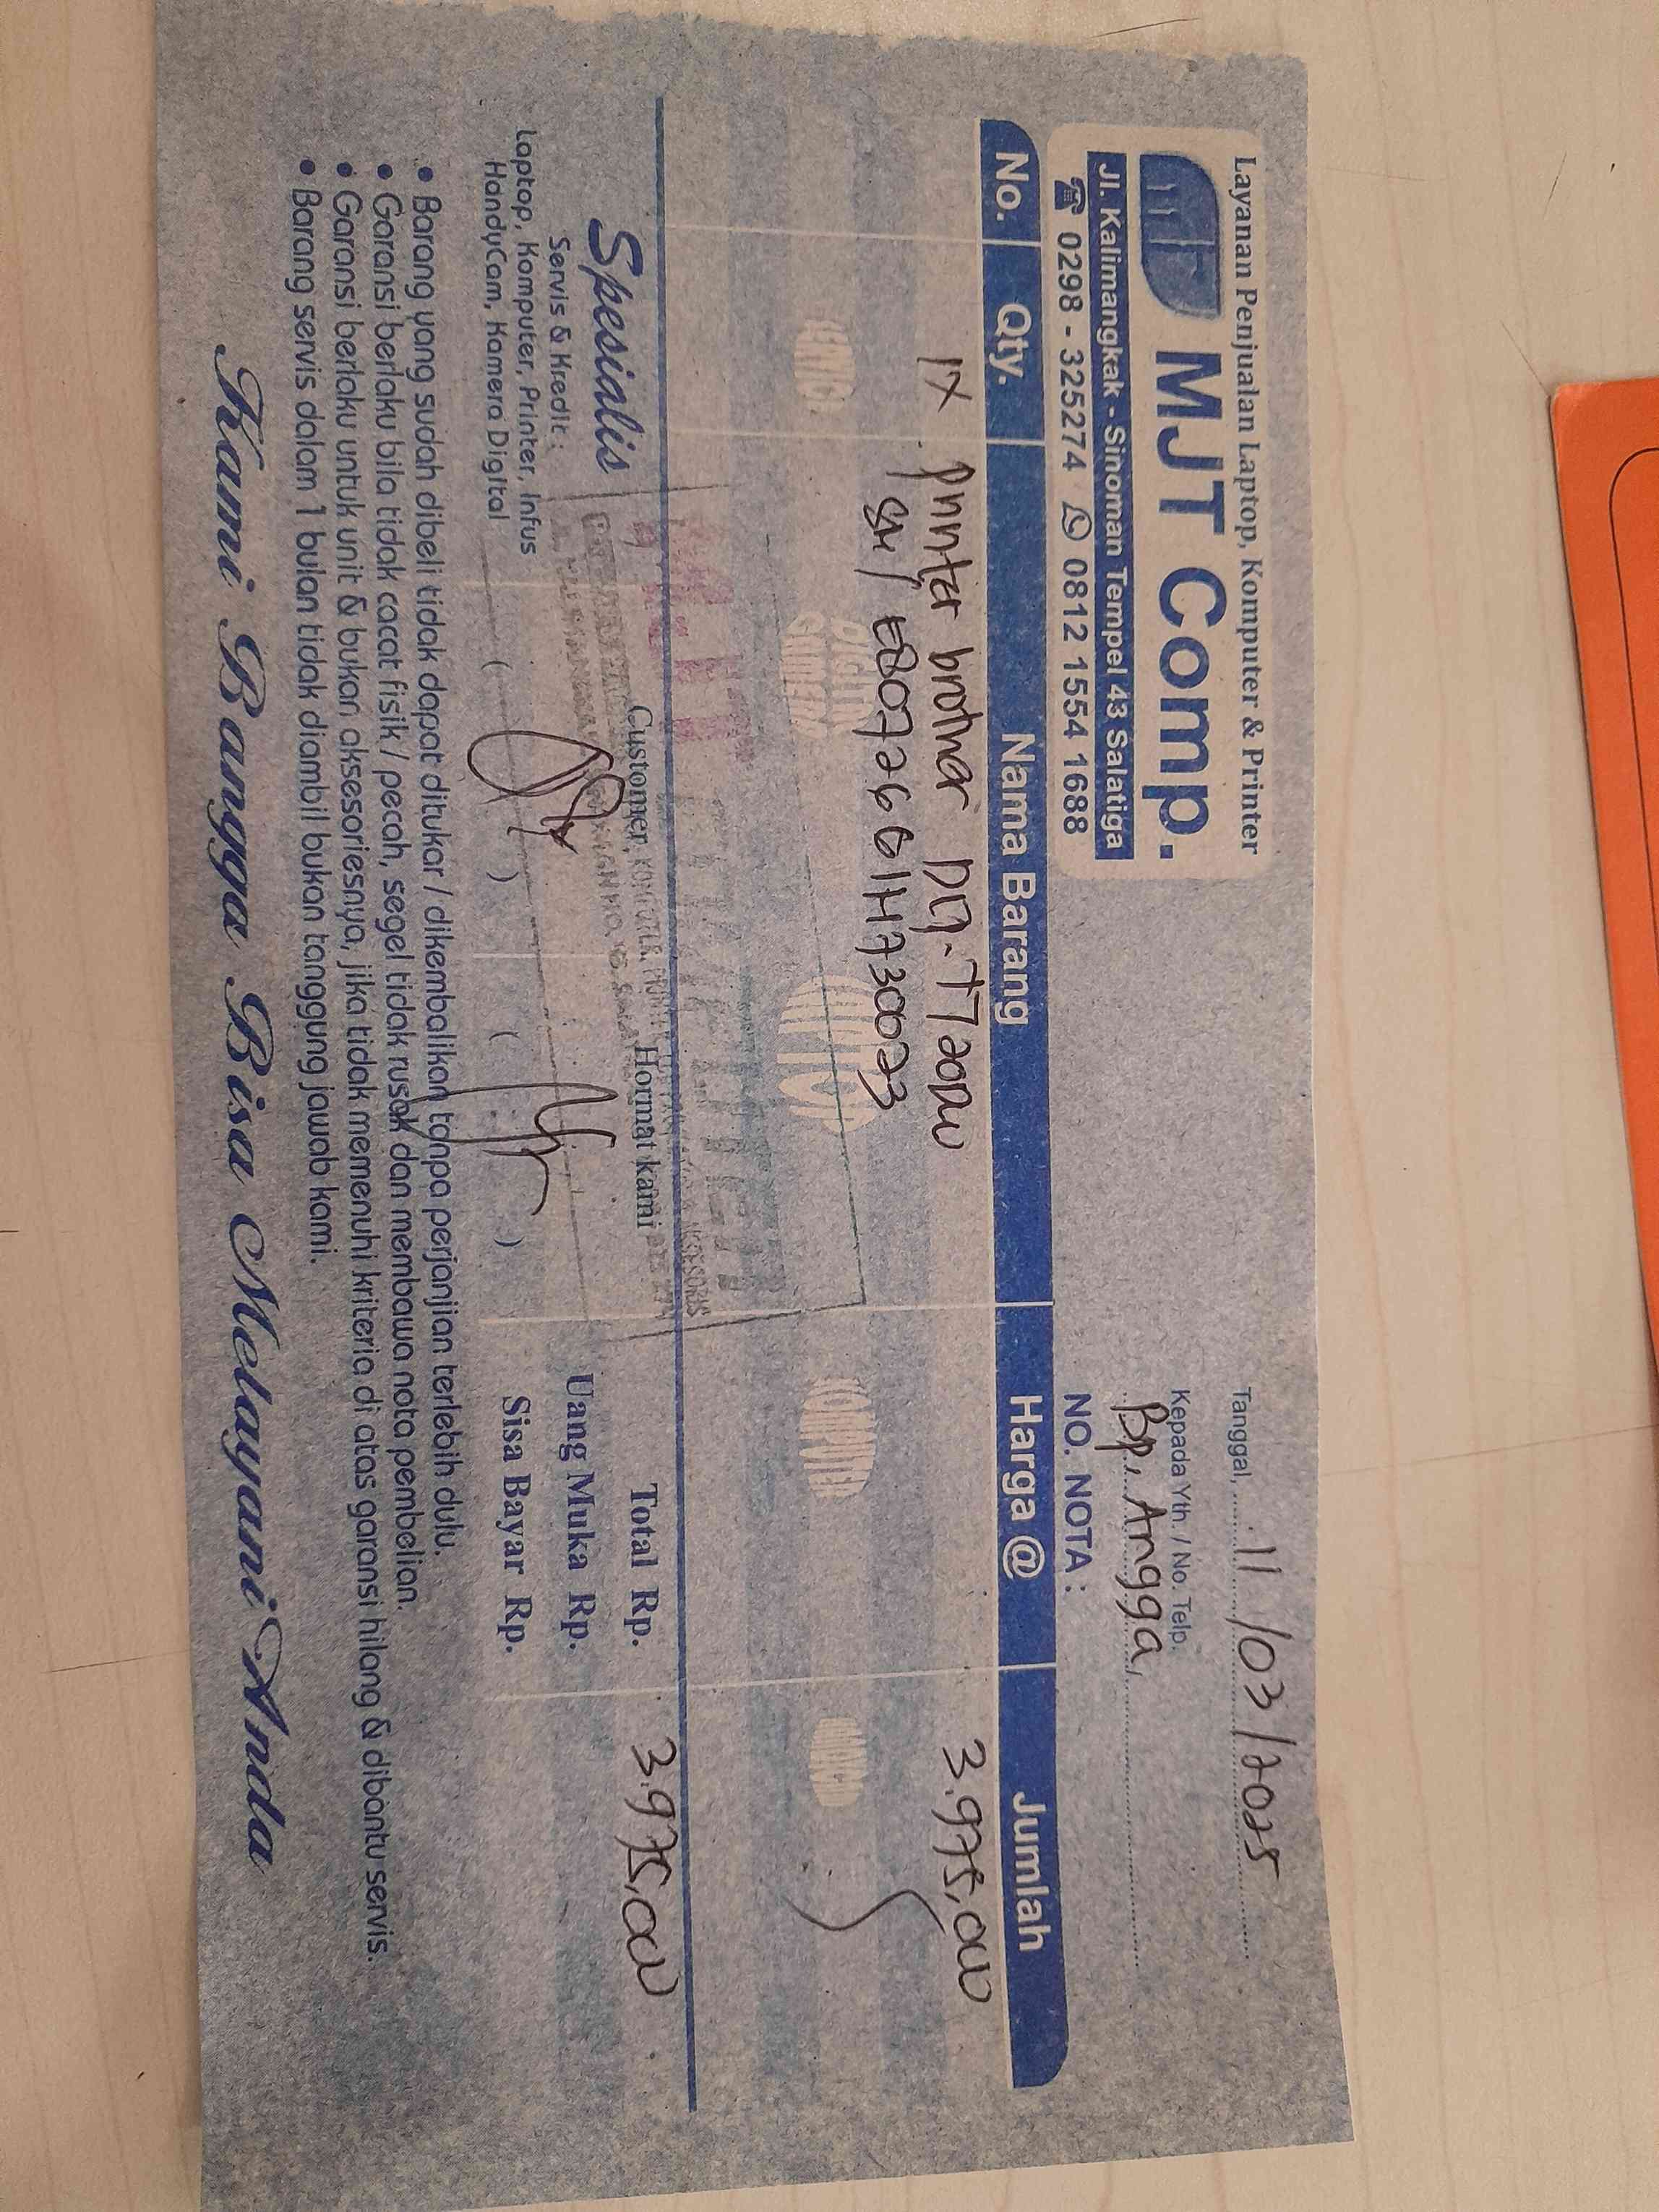 Layanan Penjualan Laptop, Komputer & Printer
MJT Comp.
Jl. Kalimangkak - Sinoman Tempel 43 Salatiga
0298 - 325274 0812 1554 1688
Tanggal, 11/03/2025
Kepada Yth. / No. Telp.
Bp. Angga
NO. NOTA :
No. Qty. Nama Barang Harga @ Jumlah
1x printer brother DCP-T720DW 3.975,000
SN/ E80726G1H730023
Spesialis
Servis & Kredit :
Laptop, Komputer, Printer, Infus
HandyCam, Kamera Digital
Customer, Hormat kami
( ) ( )
Total Rp. 3.975,000
Uang Muka Rp.
Sisa Bayar Rp.
• Barang yang sudah dibeli tidak dapat ditukar / dikembalikan tanpa perjanjian terlebih dulu.
• Garansi berlaku bila tidak cacat fisik / pecah, segel tidak rusak dan membawa nota pembelian.
• Garansi berlaku untuk unit & bukan aksesoriesnya, jika tidak memenuhi kriteria di atas garansi hilang & dibantu servis.
• Barang servis dalam 1 bulan tidak diambil bukan tanggung jawab kami.
Kami Bangga Bisa Melayani Anda